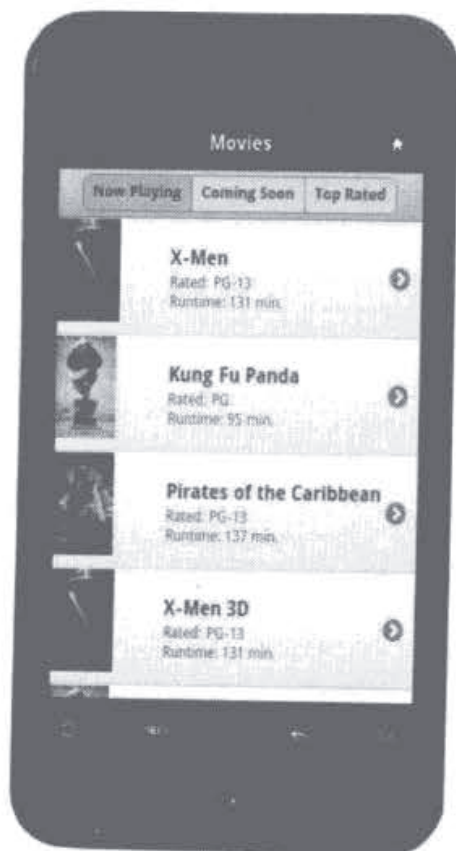 Movies
Now Playing Coming Soon Top Rated
X-Men
Rated: PG-13
Runtime: 131 min.
Kung Fu Panda
Rated: PG
Runtime: 95 min.
Pirates of the Caribbean
Rated: PG-13
Runtime: 137 min.
X-Men 3D
Rated: PG-13
Runtime: 131 min.